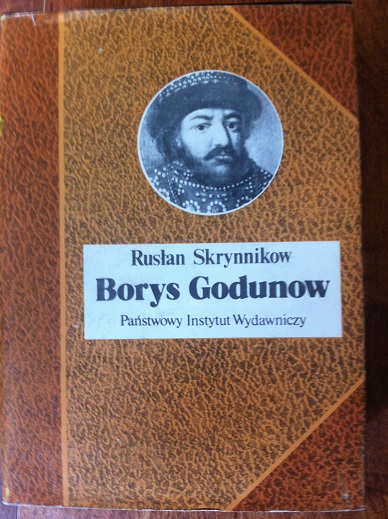 Rusłan Skrynnikow
Borys Godunow
Państwowy Instytut Wydawniczy